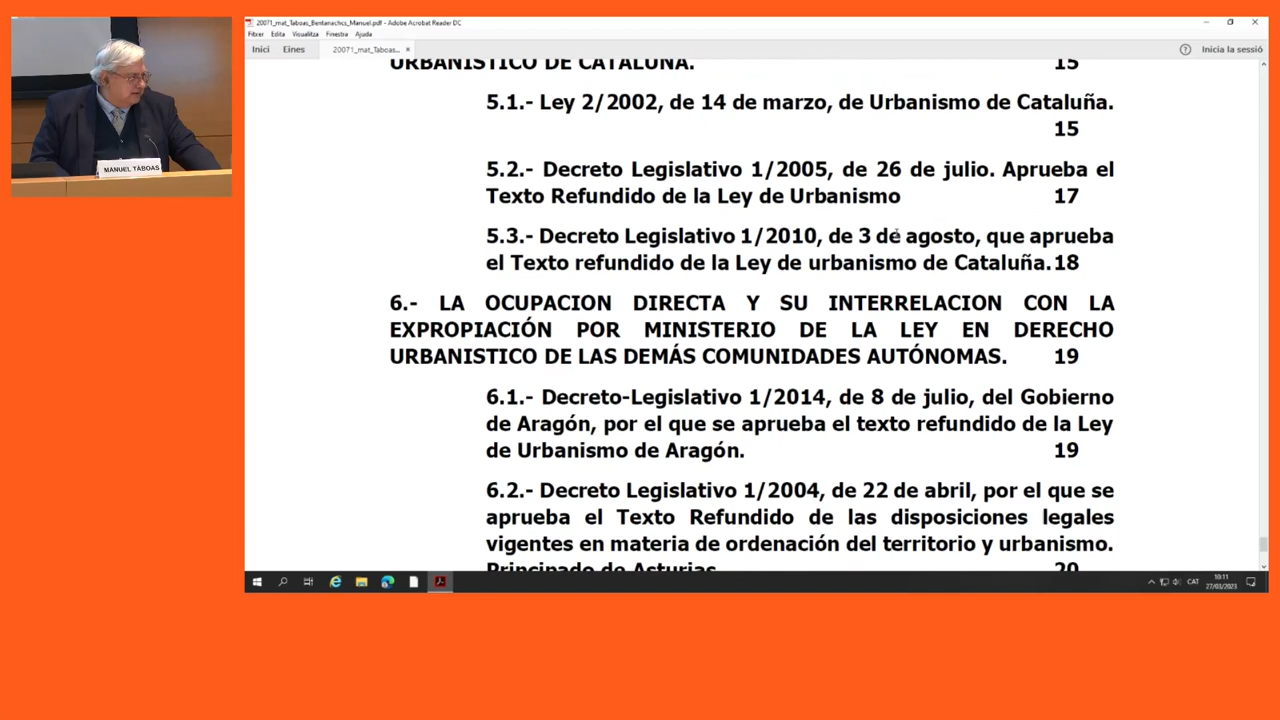 20071_mat_Taboas_Bentanachcs_Manuel.pdf - Adobe Acrobat Reader DC
Fitxer Edita Visualitza Finestra Ajuda
Inici Eines 20071_mat_Taboas... × Inicia la sessió
MANUEL TÁBOAS
URBANISTICO DE CATALUÑA. 15
5.1.- Ley 2/2002, de 14 de marzo, de Urbanismo de Cataluña.
15
5.2.- Decreto Legislativo 1/2005, de 26 de julio. Aprueba el
Texto Refundido de la Ley de Urbanismo 17
5.3.- Decreto Legislativo 1/2010, de 3 de agosto, que aprueba
el Texto refundido de la Ley de urbanismo de Cataluña. 18
6.- LA OCUPACION DIRECTA Y SU INTERRELACION CON LA
EXPROPIACIÓN POR MINISTERIO DE LA LEY EN DERECHO
URBANISTICO DE LAS DEMÁS COMUNIDADES AUTÓNOMAS. 19
6.1.- Decreto-Legislativo 1/2014, de 8 de julio, del Gobierno
de Aragón, por el que se aprueba el texto refundido de la Ley
de Urbanismo de Aragón. 19
6.2.- Decreto Legislativo 1/2004, de 22 de abril, por el que se
aprueba el Texto Refundido de las disposiciones legales
vigentes en materia de ordenación del territorio y urbanismo.
Principado de Asturias 20
CAT
10:11
27/03/2023